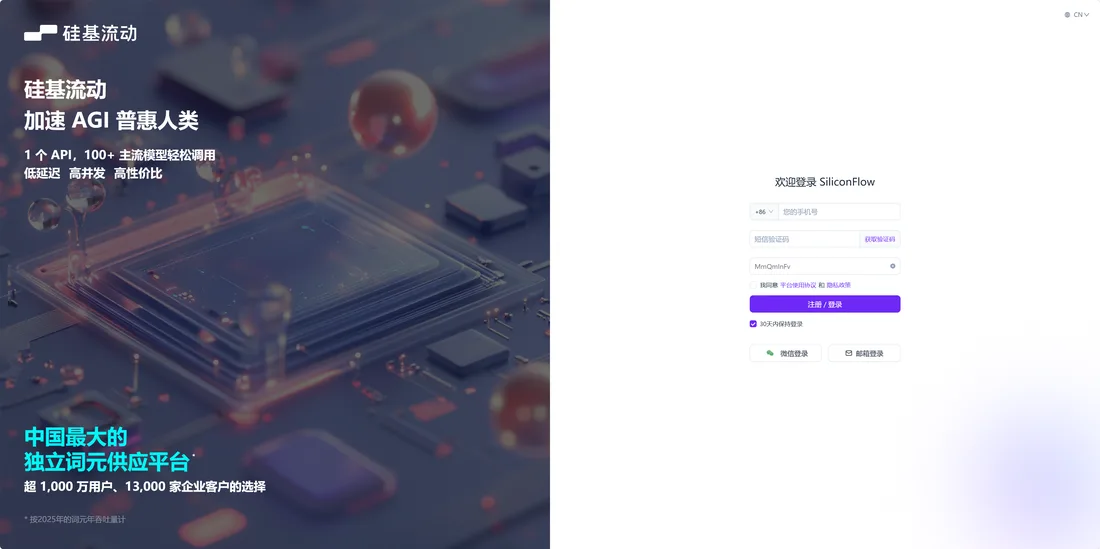 硅基流动
硅基流动
加速 AGI 普惠人类
1 个 API，100+ 主流模型轻松调用
低延迟 高并发 高性价比
中国最大的
独立词元供应平台*
超 1,000 万用户、13,000 家企业客户的选择
* 按2025年的词元年吞吐量计
CN
欢迎登录 SiliconFlow
+86 您的手机号
短信验证码 获取验证码
MmQmInFv
我同意 平台使用协议 和 隐私政策
注册 / 登录
30天内保持登录
微信登录 邮箱登录